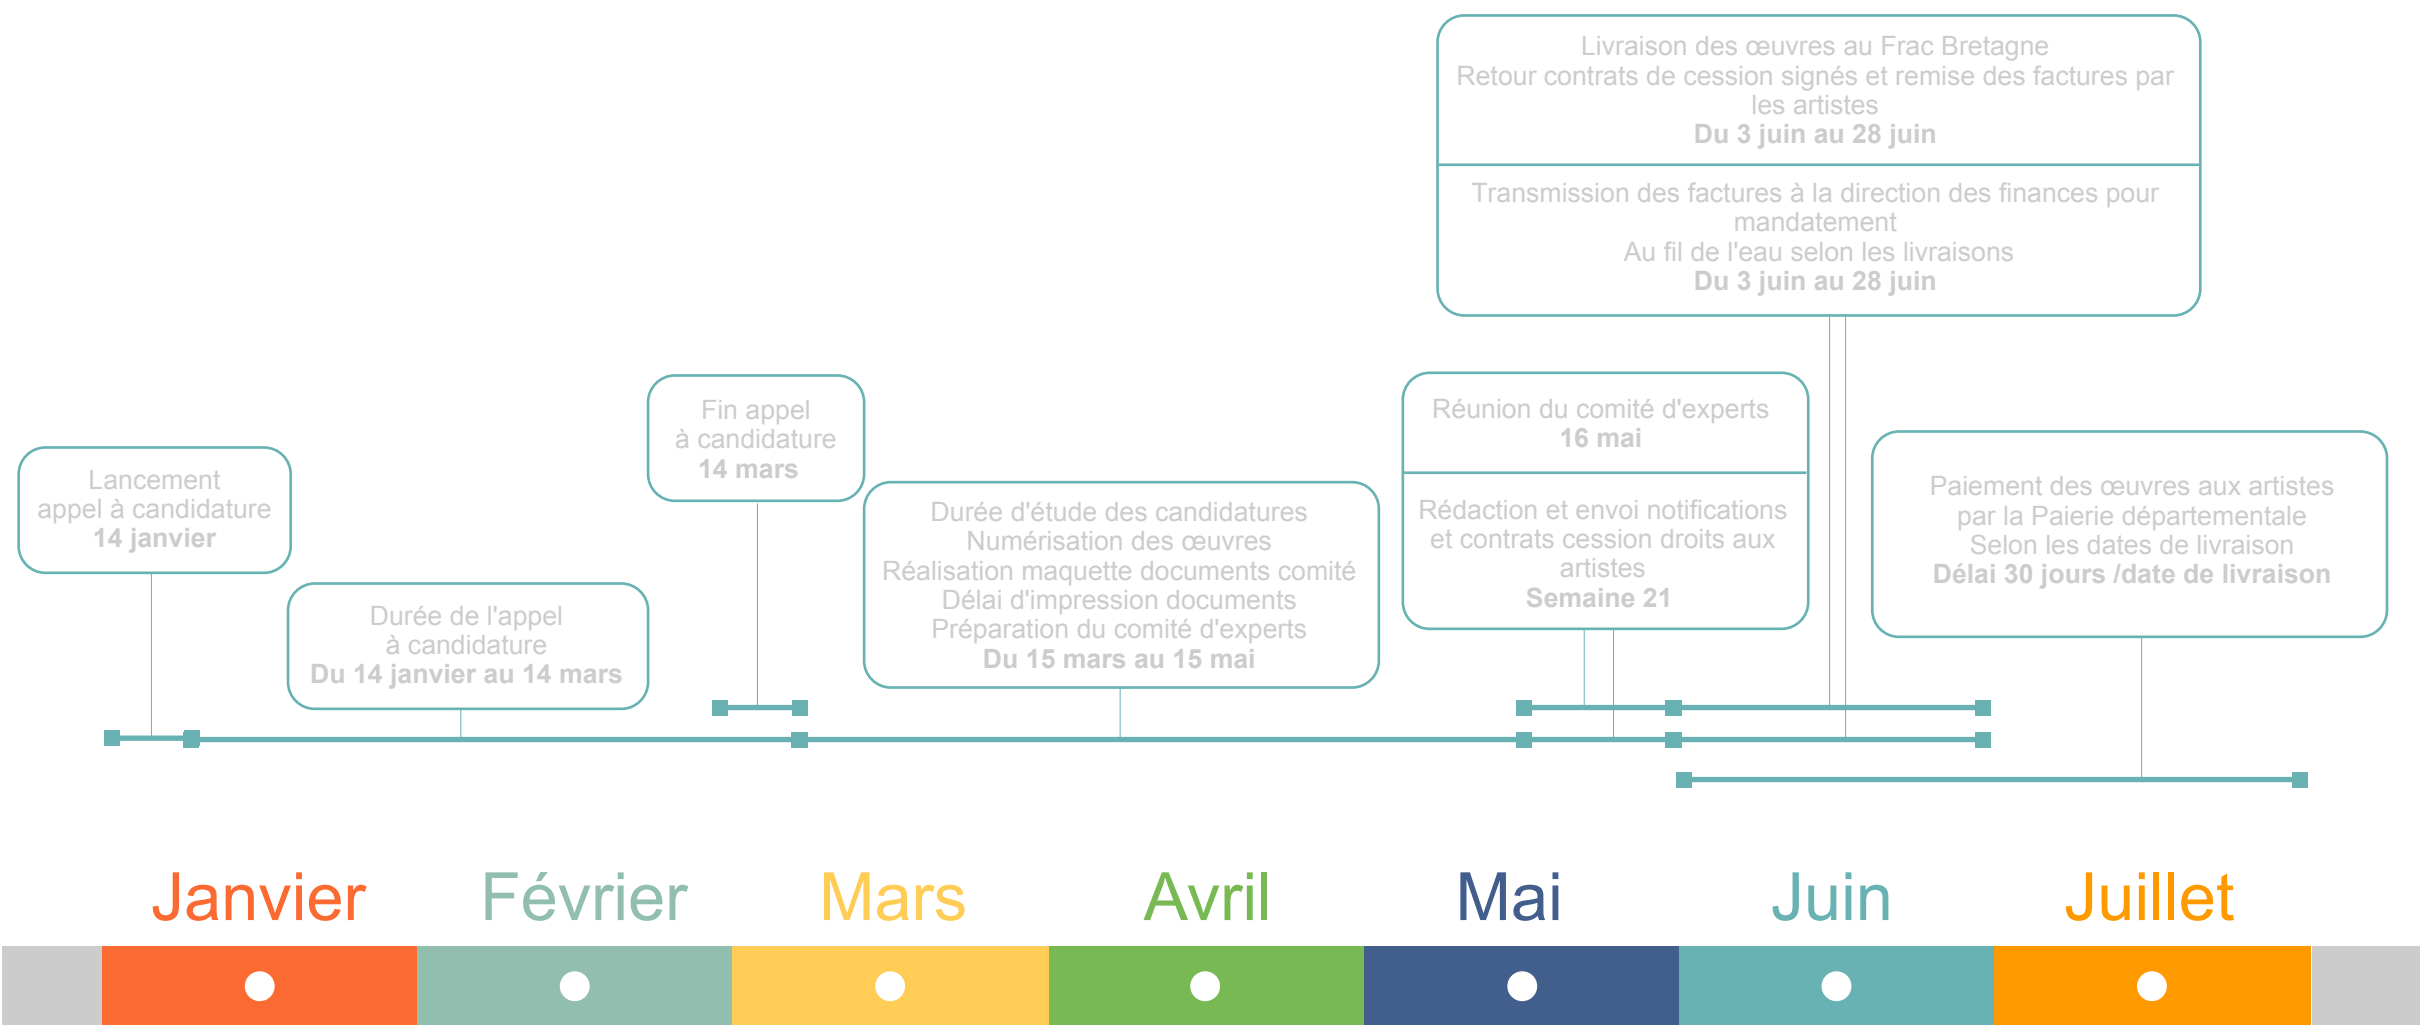 Livraison des œuvres au Frac Bretagne
Retour contrats de cession signés et remise des factures par
les artistes
Du 3 juin au 28 juin
Transmission des factures à la direction des finances pour
mandatement
Au fil de l'eau selon les livraisons
Du 3 juin au 28 juin
Lancement
appel à candidature
14 janvier
Durée de l'appel
à candidature
Du 14 janvier au 14 mars
Fin appel
à candidature
14 mars
Durée d'étude des candidatures
Numérisation des œuvres
Réalisation maquette documents comité
Délai d'impression documents
Préparation du comité d'experts
Du 15 mars au 15 mai
Réunion du comité d'experts
16 mai
Rédaction et envoi notifications
et contrats cession droits aux
artistes
Semaine 21
Paiement des œuvres aux artistes
par la Paierie départementale
Selon les dates de livraison
Délai 30 jours /date de livraison
Janvier
Février
Mars
Avril
Mai
Juin
Juillet